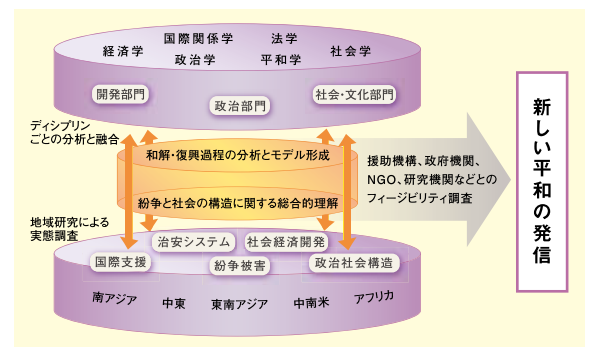 国際関係学
法学
経済学
社会学
政治学
平和学
開発部門
政治部門
社会・文化部門
ディシプリン
ごとの分析と融合
和解・復興過程の分析とモデル形成
紛争と社会の構造に関する総合的理解
援助機構、政府機関、
NGO、研究機関などとの
フィージビリティ調査
新しい平和の発信
地域研究による
実態調査
治安システム
社会経済開発
国際支援
紛争被害
政治社会構造
南アジア
中東
東南アジア
中南米
アフリカ